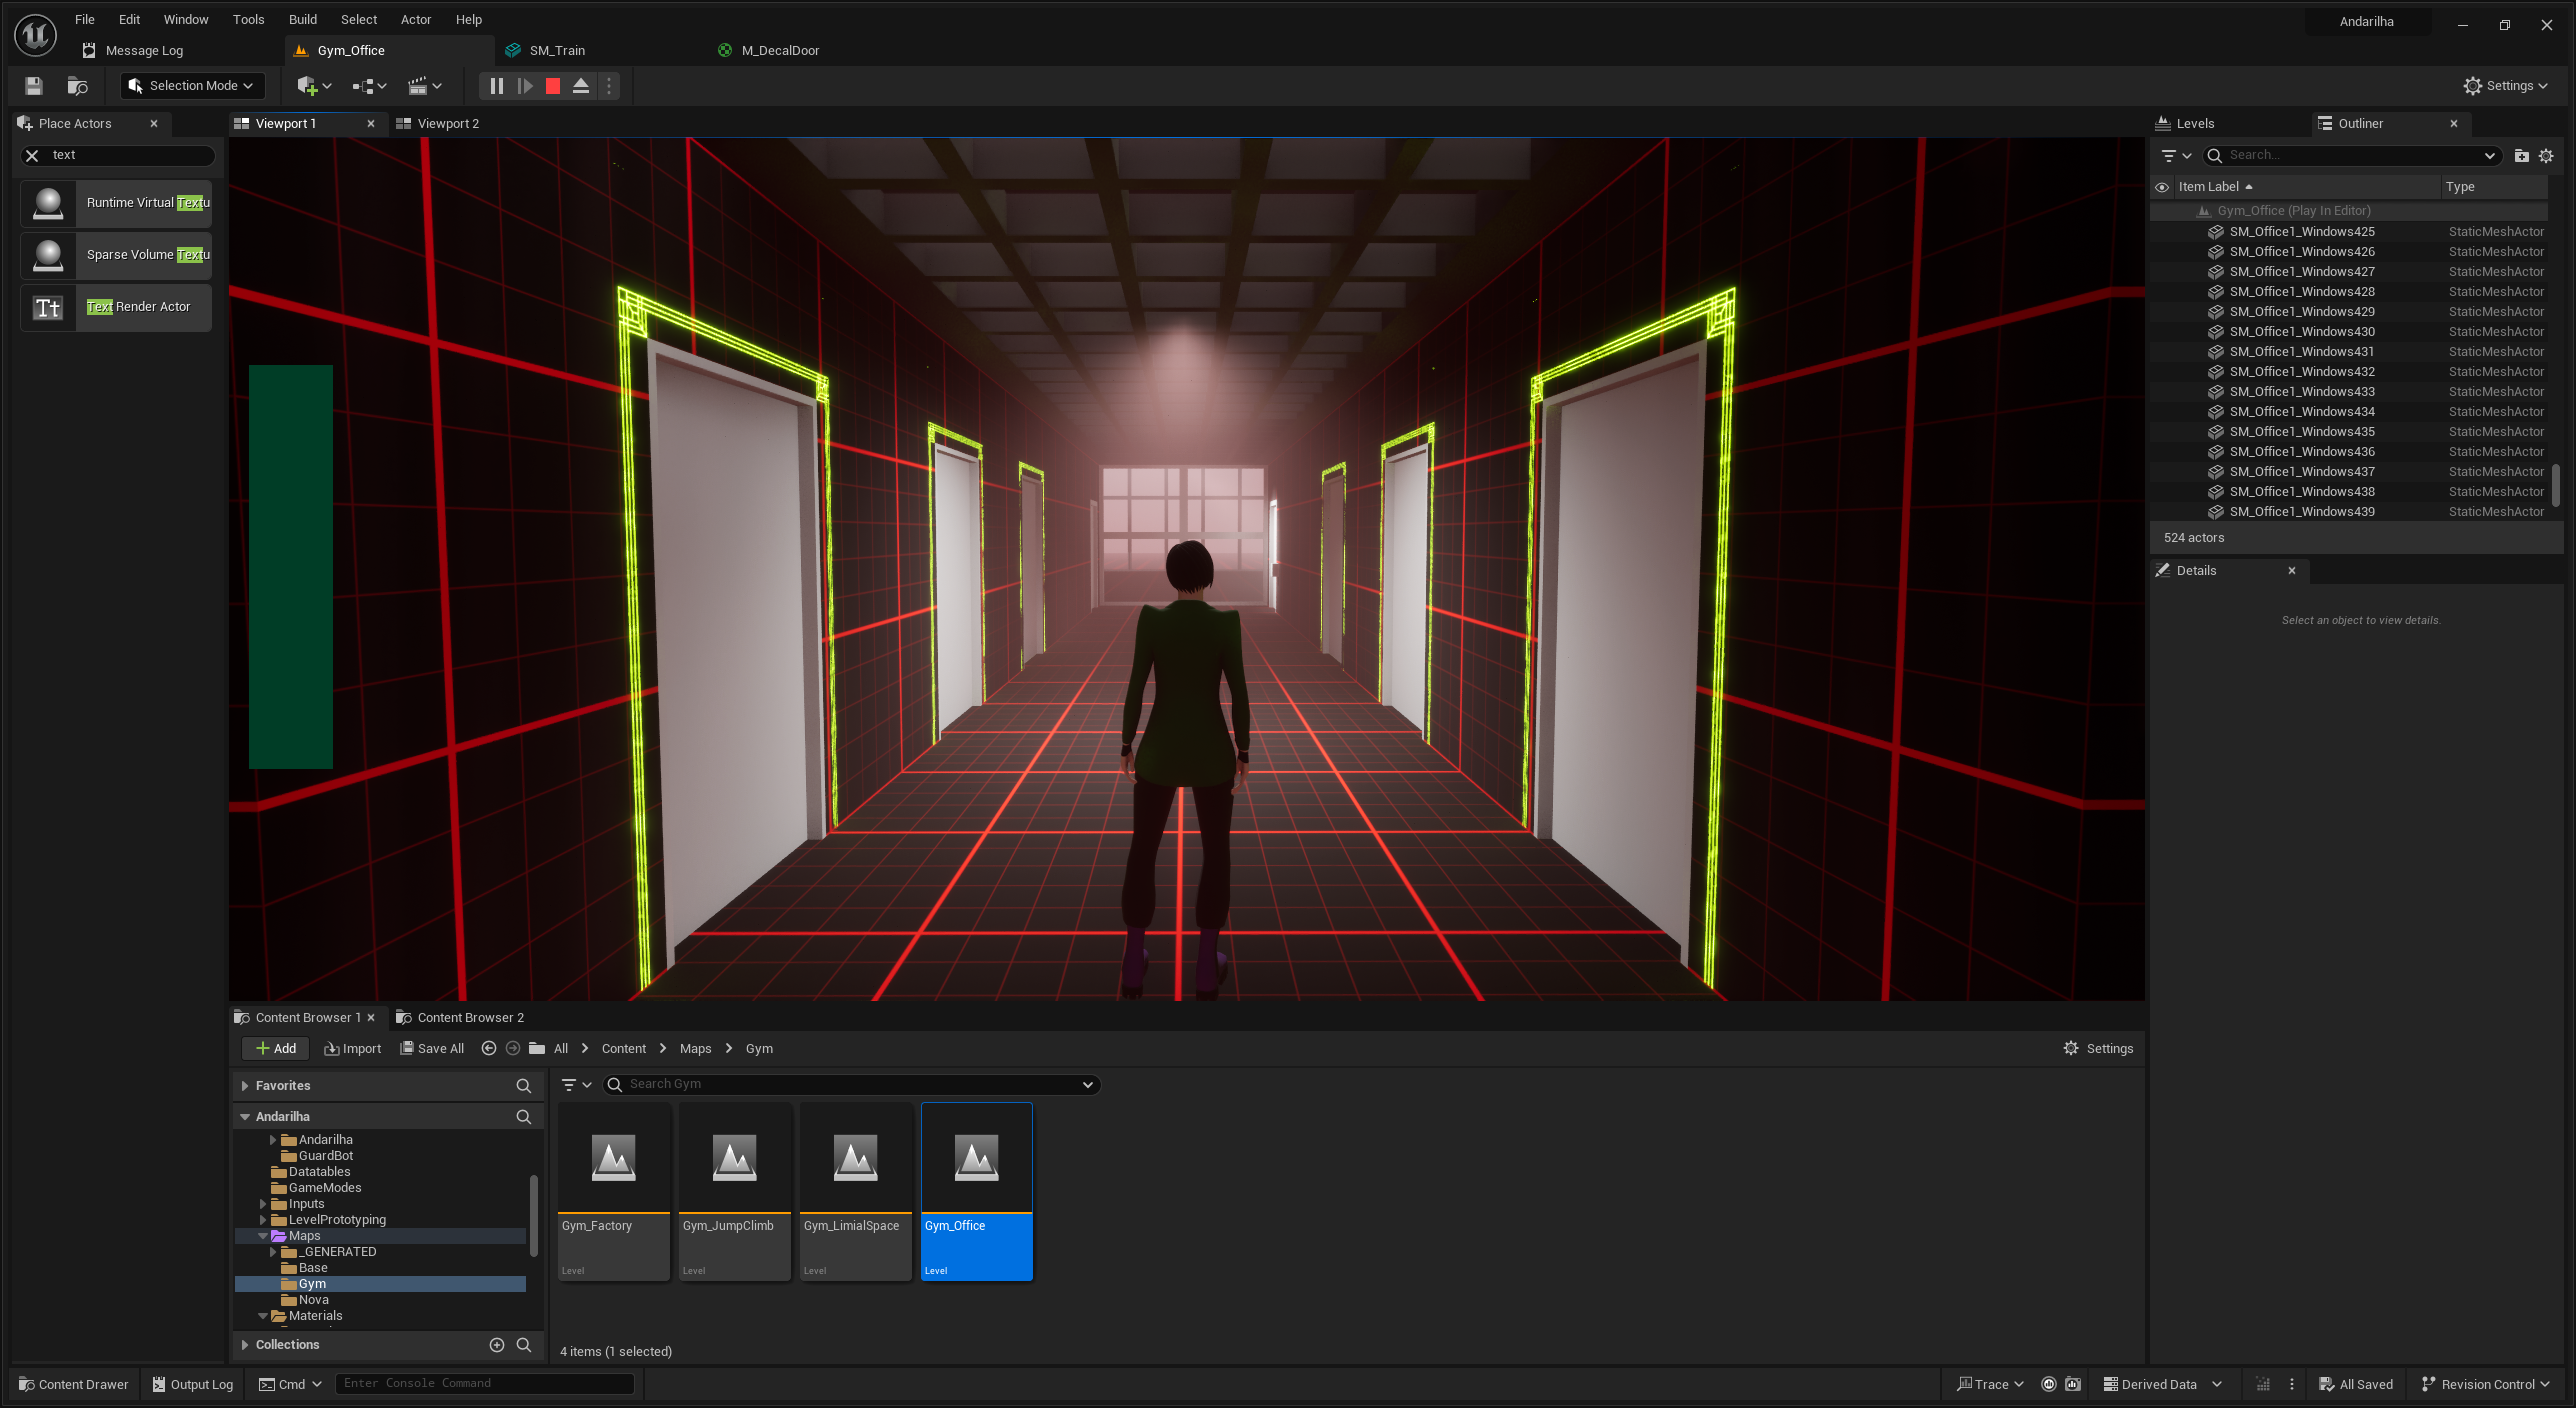 File Edit Window Tools Build Select Actor Help
Andarilha
Message Log
Gym_Office
SM_Train
M_DecalDoor
Selection Mode
Settings
Place Actors
text
Runtime Virtual Textu
Sparse Volume Textu
Tt Text Render Actor
Viewport 1
Viewport 2
Levels
Outliner
Search...
Item Label
Type
Gym_Office (Play In Editor)
SM_Office1_Windows425 StaticMeshActor
SM_Office1_Windows426 StaticMeshActor
SM_Office1_Windows427 StaticMeshActor
SM_Office1_Windows428 StaticMeshActor
SM_Office1_Windows429 StaticMeshActor
SM_Office1_Windows430 StaticMeshActor
SM_Office1_Windows431 StaticMeshActor
SM_Office1_Windows432 StaticMeshActor
SM_Office1_Windows433 StaticMeshActor
SM_Office1_Windows434 StaticMeshActor
SM_Office1_Windows435 StaticMeshActor
SM_Office1_Windows436 StaticMeshActor
SM_Office1_Windows437 StaticMeshActor
SM_Office1_Windows438 StaticMeshActor
SM_Office1_Windows439 StaticMeshActor
524 actors
Details
Select an object to view details.
Content Browser 1
Content Browser 2
Add Import Save All All Content Maps Gym
Settings
Favorites
Andarilha
Andarilha
GuardBot
Datatables
GameModes
Inputs
LevelPrototyping
Maps
_GENERATED
Base
Gym
Nova
Materials
Collections
Search Gym
Gym_Factory
Level
Gym_JumpClimb
Level
Gym_LimialSpace
Level
Gym_Office
Level
4 items (1 selected)
Content Drawer
Output Log
Cmd
Enter Console Command
Trace
Derived Data
All Saved
Revision Control